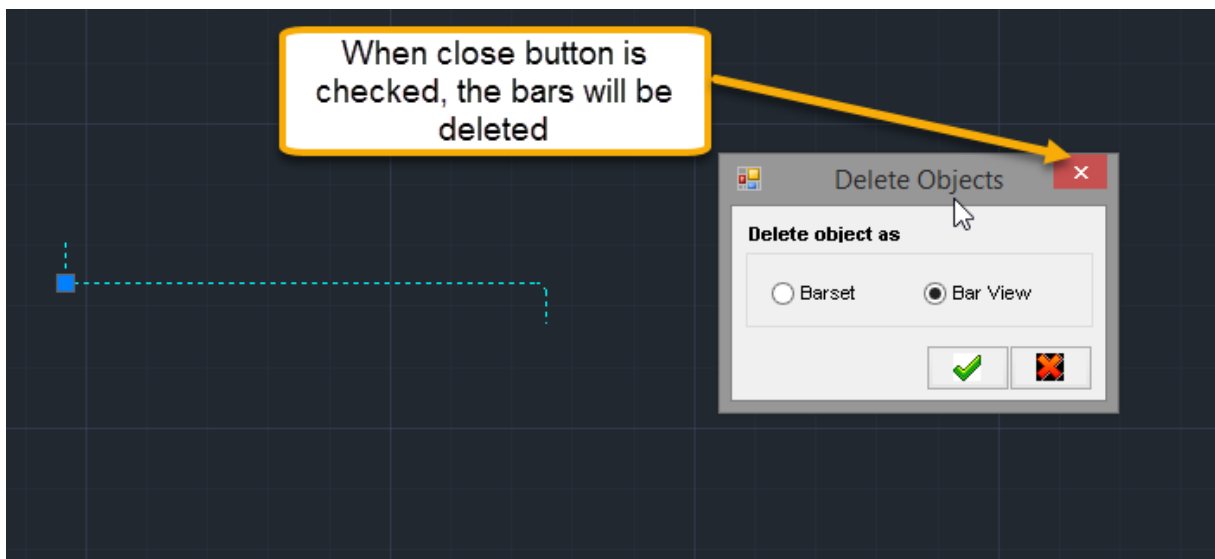 When close button is
checked, the bars will be
deleted
Delete Objects
Delete object as
Barset Bar View